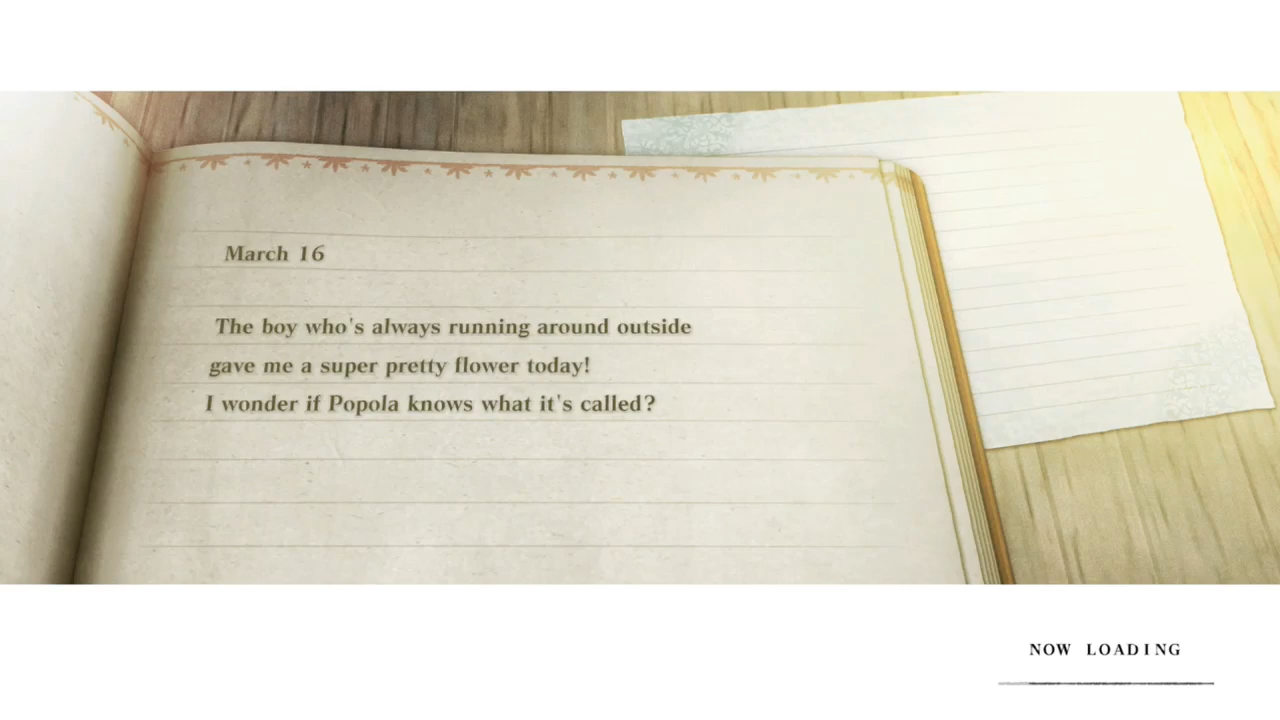 March 16
The boy who's always running around outside
gave me a super pretty flower today!
I wonder if Popola knows what it's called?
NOW LOADING